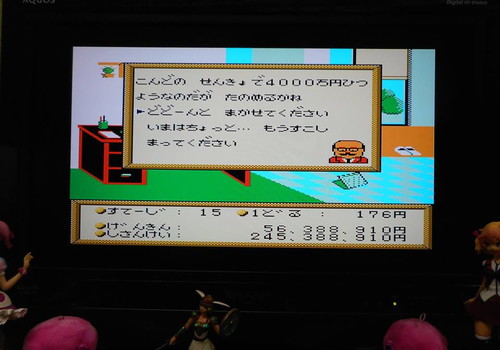 AQUOS
Digital Hi-Vision
こんどの せんきょで4000万円ひつ
ような​のだが たのめるかね
▶どどーんと まかせてください
いまはちょっと… もうすこし
まってください
すてーじ: 15 1どる: 176円
げんきん: 56,388,910円
しさんけい: 245,388,910円